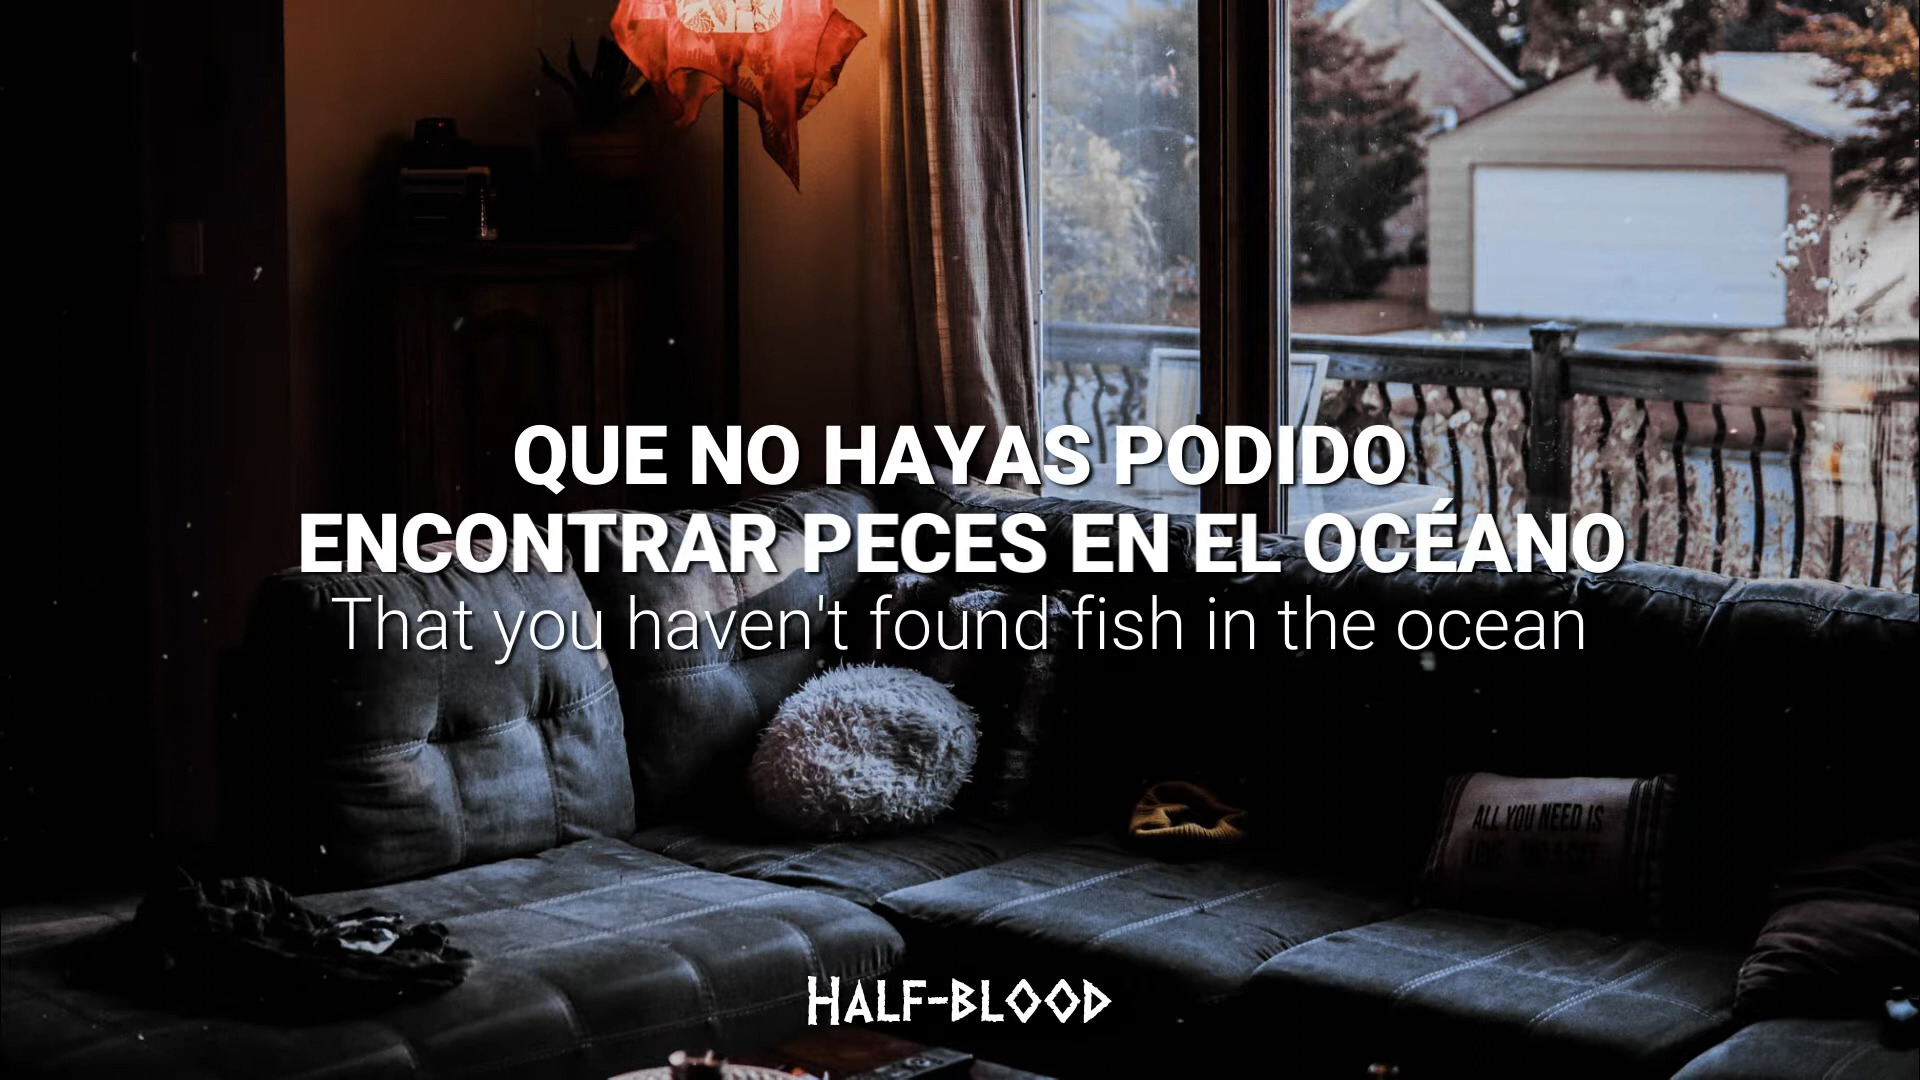 QUE NO HAYAS PODIDO
ENCONTRAR PECES EN EL OCÉANO
That you haven't found fish in the ocean
ALL YOU NEED IS
HALF-BLOOD